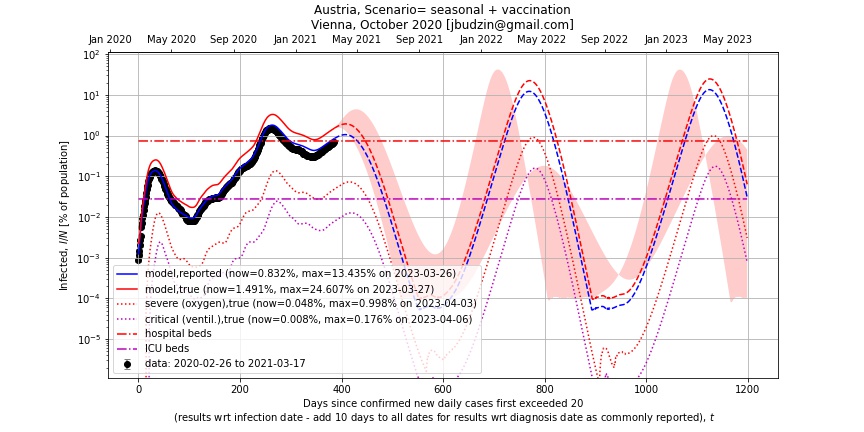 Austria, Scenario= seasonal + vaccination
Vienna, October 2020 [jbudzin@gmail.com]
Jan 2020 May 2020 Sep 2020 Jan 2021 May 2021 Sep 2021 Jan 2022 May 2022 Sep 2022 Jan 2023 May 2023
10²
10¹
10⁰
10⁻¹
10⁻²
10⁻³
10⁻⁴
10⁻⁵
Infected, I/N [% of population]
model,reported (now=0.832%, max=13.435% on 2023-03-26)
model,true (now=1.491%, max=24.607% on 2023-03-27)
severe (oxygen),true (now=0.048%, max=0.998% on 2023-04-03)
critical (ventil.),true (now=0.008%, max=0.176% on 2023-04-06)
hospital beds
ICU beds
data: 2020-02-26 to 2021-03-17
0 200 400 600 800 1000 1200
Days since confirmed new daily cases first exceeded 20
(results wrt infection date - add 10 days to all dates for results wrt diagnosis date as commonly reported), t